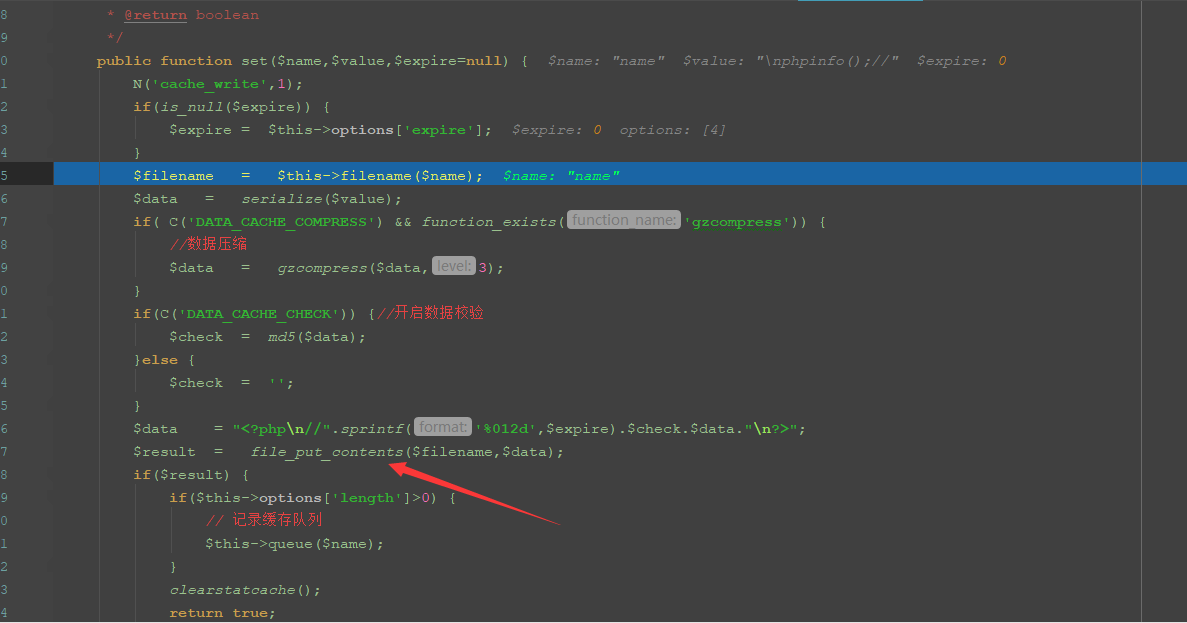 8 * @return boolean
9 */
0 public function set($name,$value,$expire=null) { $name: "name" $value: "\nphpinfo();//" $expire: 0
1 N('cache_write',1);
2 if(is_null($expire)) {
3 $expire = $this->options['expire']; $expire: 0 options: [4]
4 }
5 $filename = $this->filename($name); $name: "name"
6 $data = serialize($value);
7 if( C('DATA_CACHE_COMPRESS') && function_exists( function_name: 'gzcompress')) {
8 //数据压缩
9 $data = gzcompress($data, level: 3);
0 }
1 if(C('DATA_CACHE_CHECK')) {//开启数据校验
2 $check = md5($data);
3 }else {
4 $check = '';
5 }
6 $data = "<?php\n//".sprintf( format: '%012d',$expire).$check.$data."\n?>";
7 $result = file_put_contents($filename,$data);
8 if($result) {
9 if($this->options['length']>0) {
0 // 记录缓存队列
1 $this->queue($name);
2 }
3 clearstatcache();
4 return true;